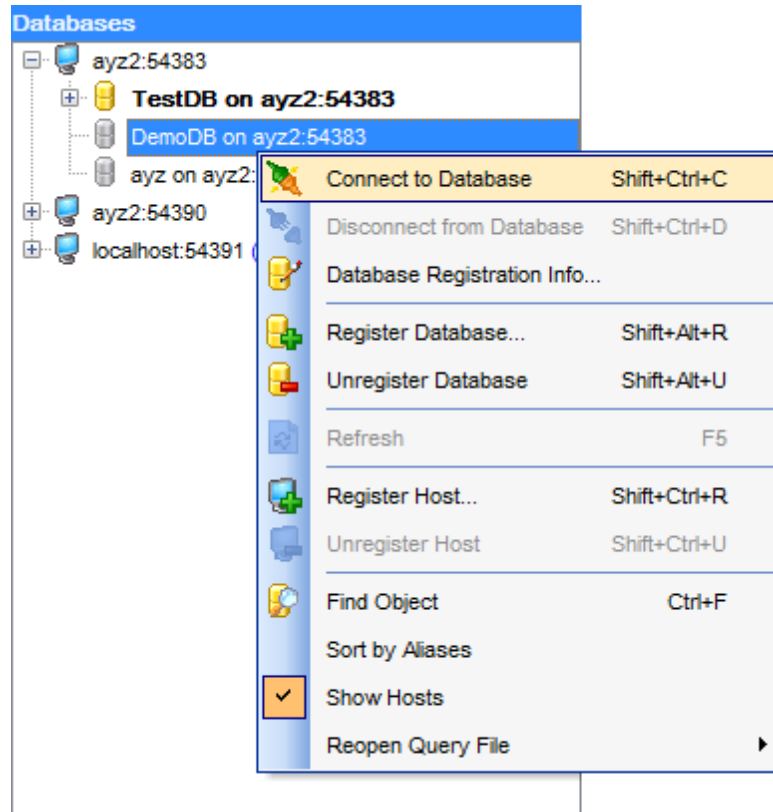 Databases
ayz2:54383
TestDB on ayz2:54383
DemoDB on ayz2:54383
ayz on ayz2:
ayz2:54390
localhost:54391 (
Connect to Database Shift+Ctrl+C
Disconnect from Database Shift+Ctrl+D
Database Registration Info...
Register Database... Shift+Alt+R
Unregister Database Shift+Alt+U
Refresh F5
Register Host... Shift+Ctrl+R
Unregister Host Shift+Ctrl+U
Find Object Ctrl+F
Sort by Aliases
Show Hosts
Reopen Query File